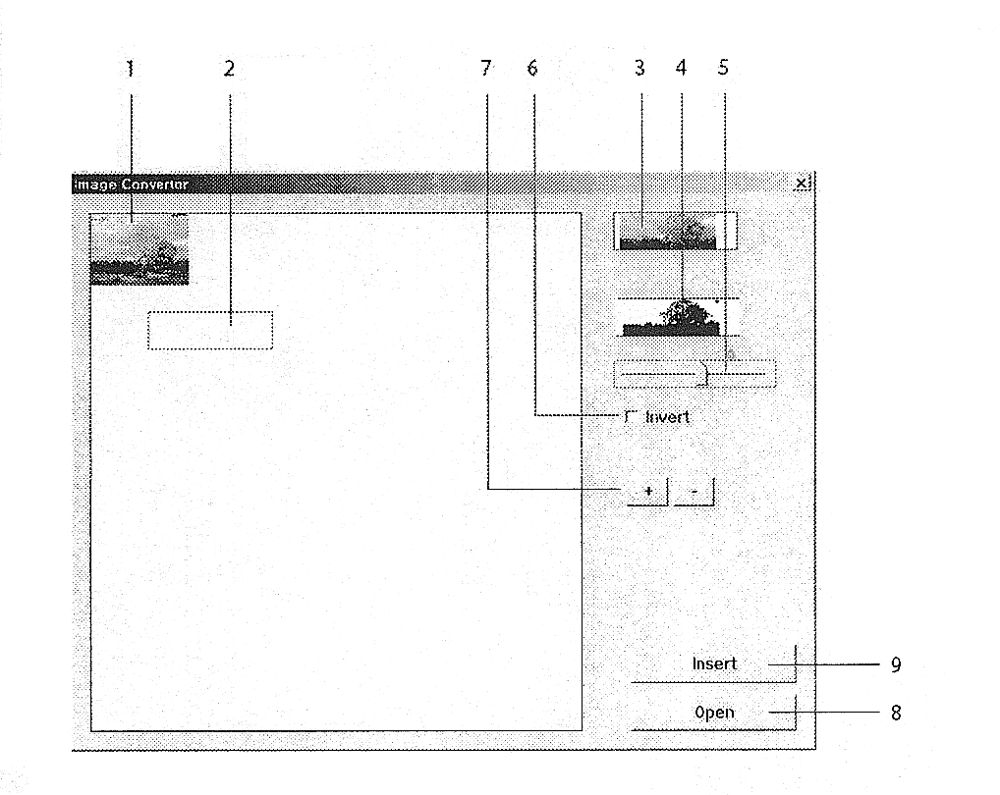 1 2 7 6 3 4 5
Image Convertor
Invert
+ -
Insert 9
Open 8